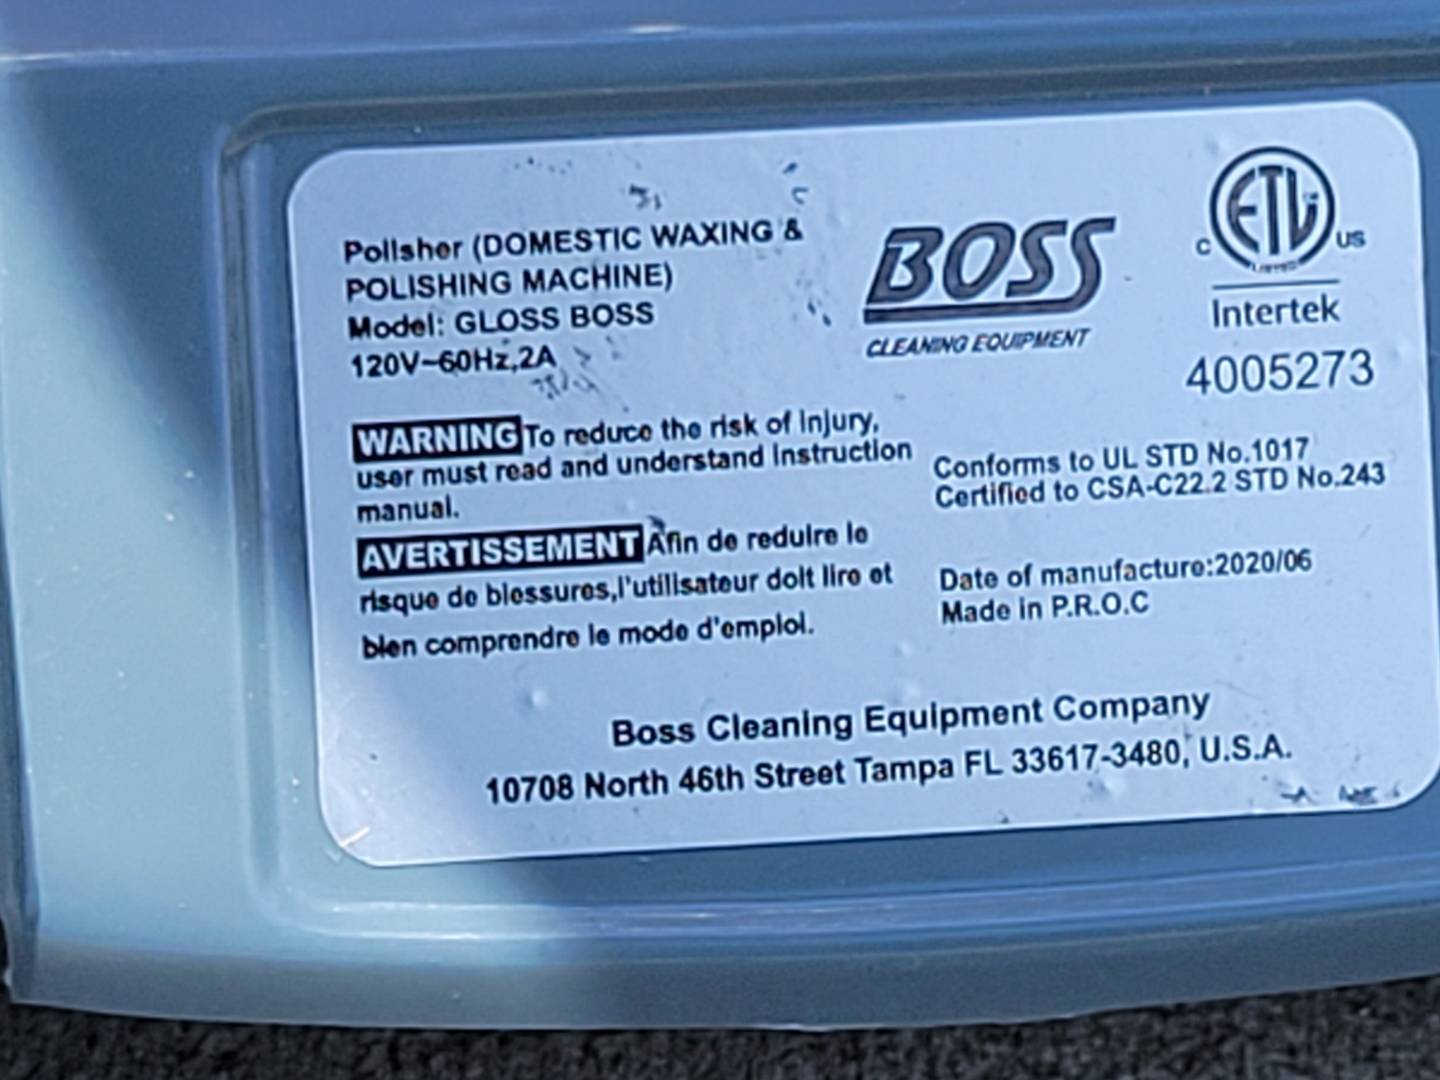 Polisher (DOMESTIC WAXING &
POLISHING MACHINE)
Model: GLOSS BOSS
120V~60Hz,2A
BOSS
CLEANING EQUIPMENT
ETL
C US
LISTED
Intertek
4005273
WARNING To reduce the risk of injury,
user must read and understand instruction
manual.
AVERTISSEMENT Afin de reduire le
risque de blessures,l'utilisateur doit lire et
bien comprendre le mode d'emploi.
Conforms to UL STD No.1017
Certified to CSA-C22.2 STD No.243
Date of manufacture:2020/06
Made in P.R.O.C
Boss Cleaning Equipment Company
10708 North 46th Street Tampa FL 33617-3480, U.S.A.